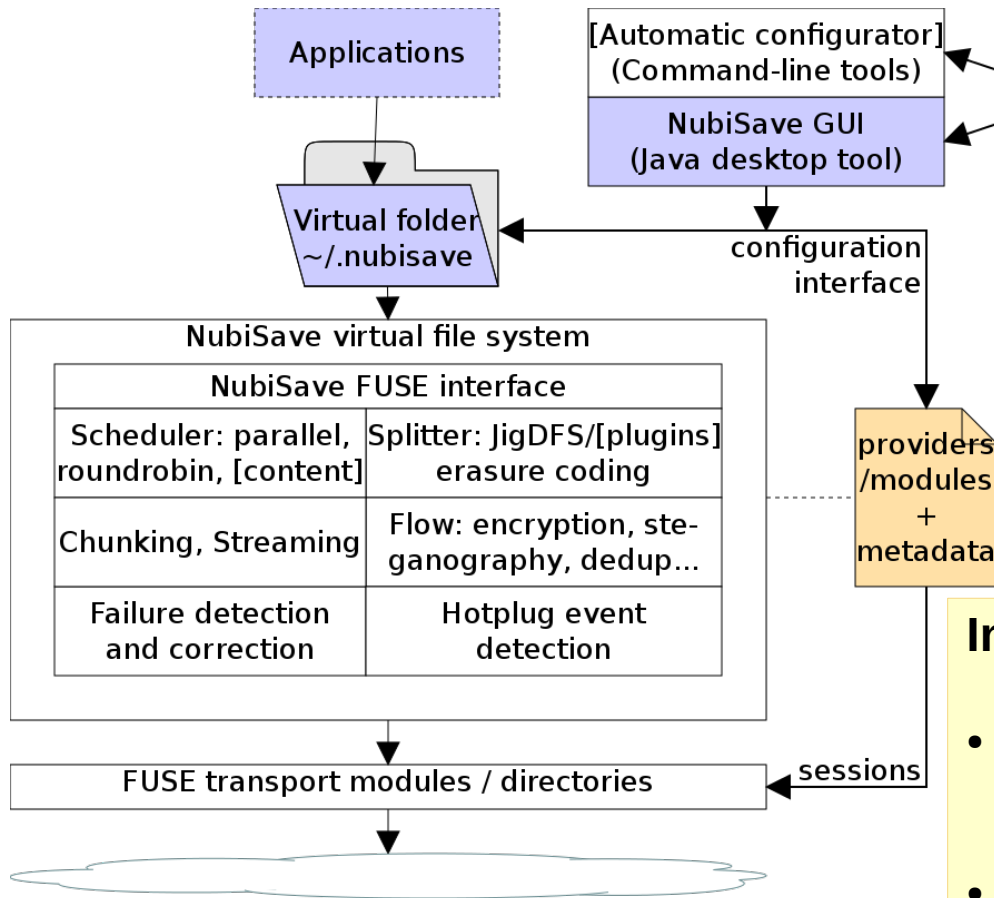 Applications
[Automatic configurator]
(Command-line tools)
NubiSave GUI
(Java desktop tool)
Virtual folder
~/.nubisave
configuration
interface
NubiSave virtual file system
NubiSave FUSE interface
Scheduler: parallel,
roundrobin, [content]
Splitter: JigDFS/[plugins]
erasure coding
Chunking, Streaming
Flow: encryption, ste-
ganography, dedup...
Failure detection
and correction
Hotplug event
detection
providers
/modules
+
metadata
sessions
FUSE transport modules / directories
•
•